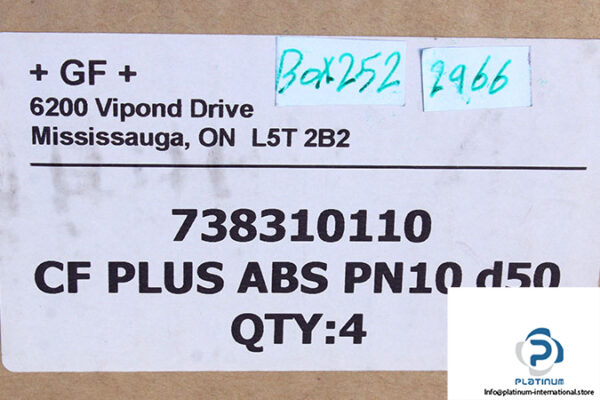 + GF +
Box252
2966
6200 Vipond Drive
Mississauga, ON L5T 2B2
738310110
CF PLUS ABS PN10 d50
QTY:4
PLATINUM
Info@platinum-international.store